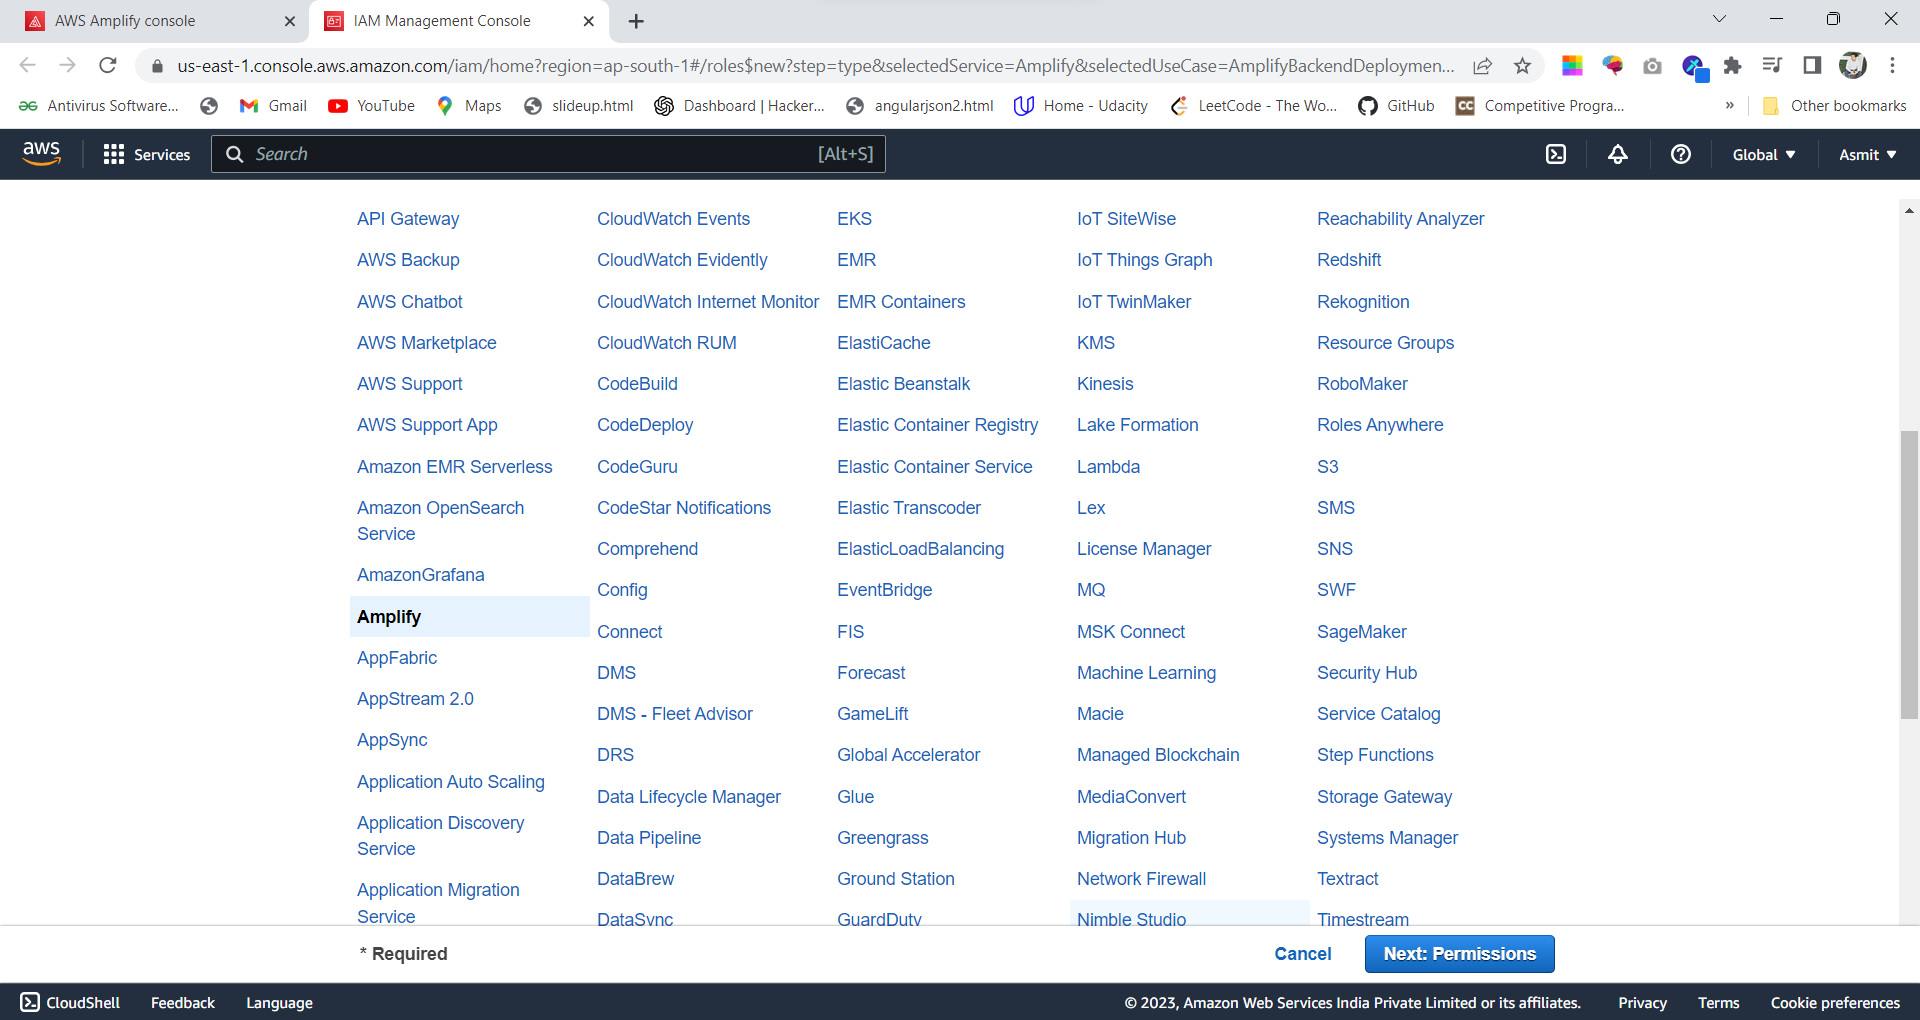 AWS Amplify console
IAM Management Console
us-east-1.console.aws.amazon.com/iam/home?region=ap-south-1#/roles$new?step=type&selectedService=Amplify&selectedUseCase=AmplifyBackendDeploymen...
Antivirus Software...
Gmail
YouTube
Maps
slideup.html
Dashboard | Hacker...
angularjson2.html
Home - Udacity
LeetCode - The Wo...
GitHub
CC
Competitive Progra...
»
Other bookmarks
aws
Services
Search
[Alt+S]
Global
Asmit
API Gateway
AWS Backup
AWS Chatbot
AWS Marketplace
AWS Support
AWS Support App
Amazon EMR Serverless
Amazon OpenSearch
Service
AmazonGrafana
Amplify
AppFabric
AppStream 2.0
AppSync
Application Auto Scaling
Application Discovery
Service
Application Migration
Service
CloudWatch Events
CloudWatch Evidently
CloudWatch Internet Monitor
CloudWatch RUM
CodeBuild
CodeDeploy
CodeGuru
CodeStar Notifications
Comprehend
Config
Connect
DMS
DMS - Fleet Advisor
DRS
Data Lifecycle Manager
Data Pipeline
DataBrew
DataSync
EKS
EMR
EMR Containers
ElastiCache
Elastic Beanstalk
Elastic Container Registry
Elastic Container Service
Elastic Transcoder
ElasticLoadBalancing
EventBridge
FIS
Forecast
GameLift
Global Accelerator
Glue
Greengrass
Ground Station
GuardDuty
IoT SiteWise
IoT Things Graph
IoT TwinMaker
KMS
Kinesis
Lake Formation
Lambda
Lex
License Manager
MQ
MSK Connect
Machine Learning
Macie
Managed Blockchain
MediaConvert
Migration Hub
Network Firewall
Nimble Studio
Reachability Analyzer
Redshift
Rekognition
Resource Groups
RoboMaker
Roles Anywhere
S3
SMS
SNS
SWF
SageMaker
Security Hub
Service Catalog
Step Functions
Storage Gateway
Systems Manager
Textract
Timestream
* Required
Cancel
Next: Permissions
CloudShell
Feedback
Language
© 2023, Amazon Web Services India Private Limited or its affiliates.
Privacy
Terms
Cookie preferences